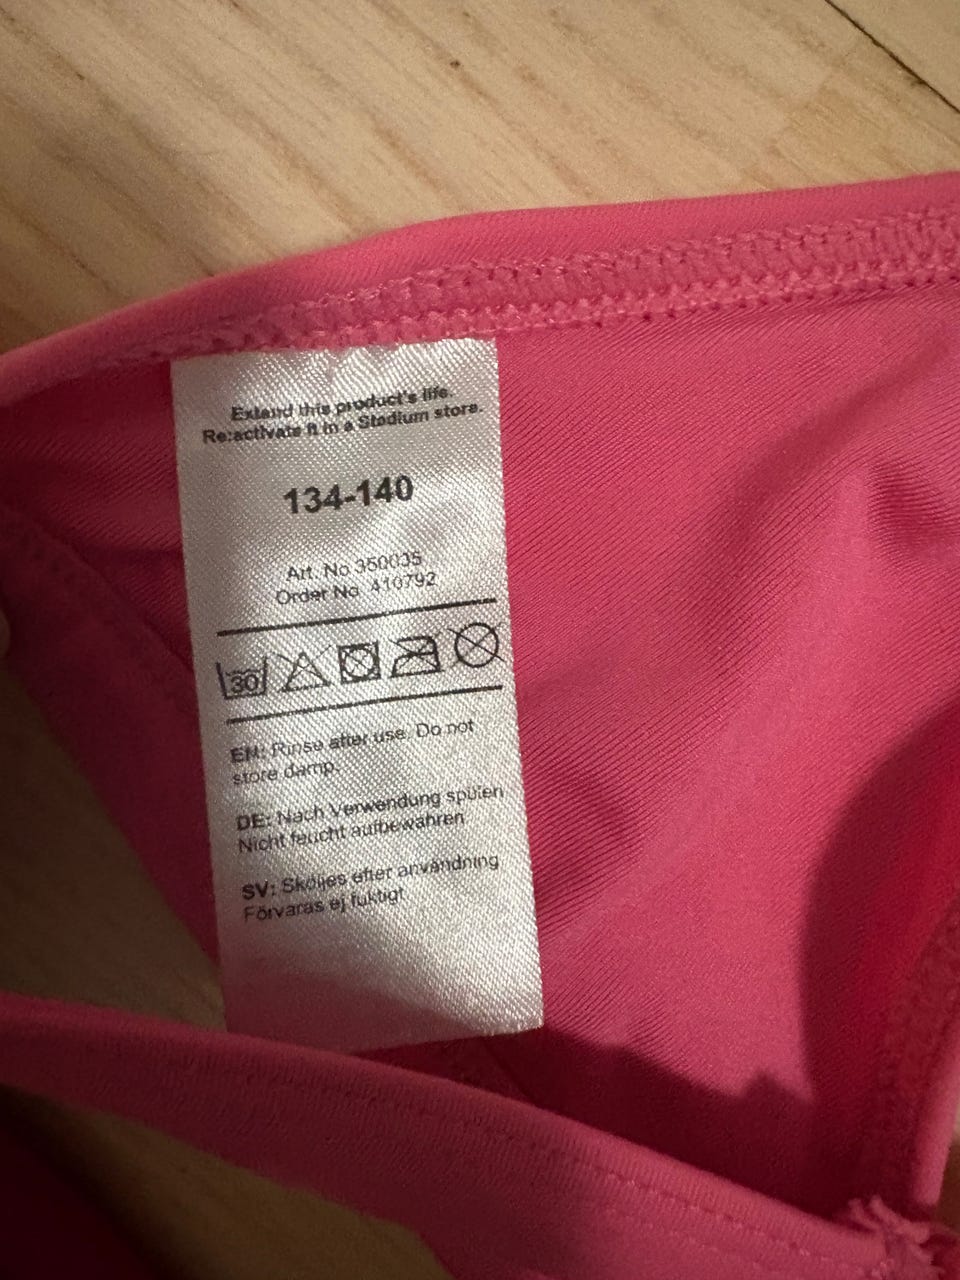 Extend this product's life.
Re:activate it in a Stadium store.
134-140
Art. No 350035
Order No 410792
30
EN: Rinse after use. Do not
store damp.
DE: Nach Verwendung spülen
Nicht feucht aufbewahren
SV: Sköljes efter användning
Förvaras ej fuktigt